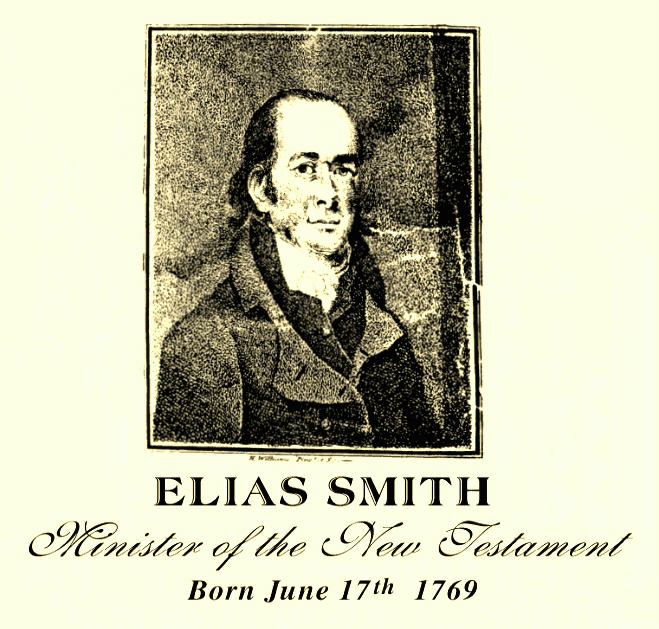 ELIAS SMITH
Minister of the New Testament
Born June 17th 1769